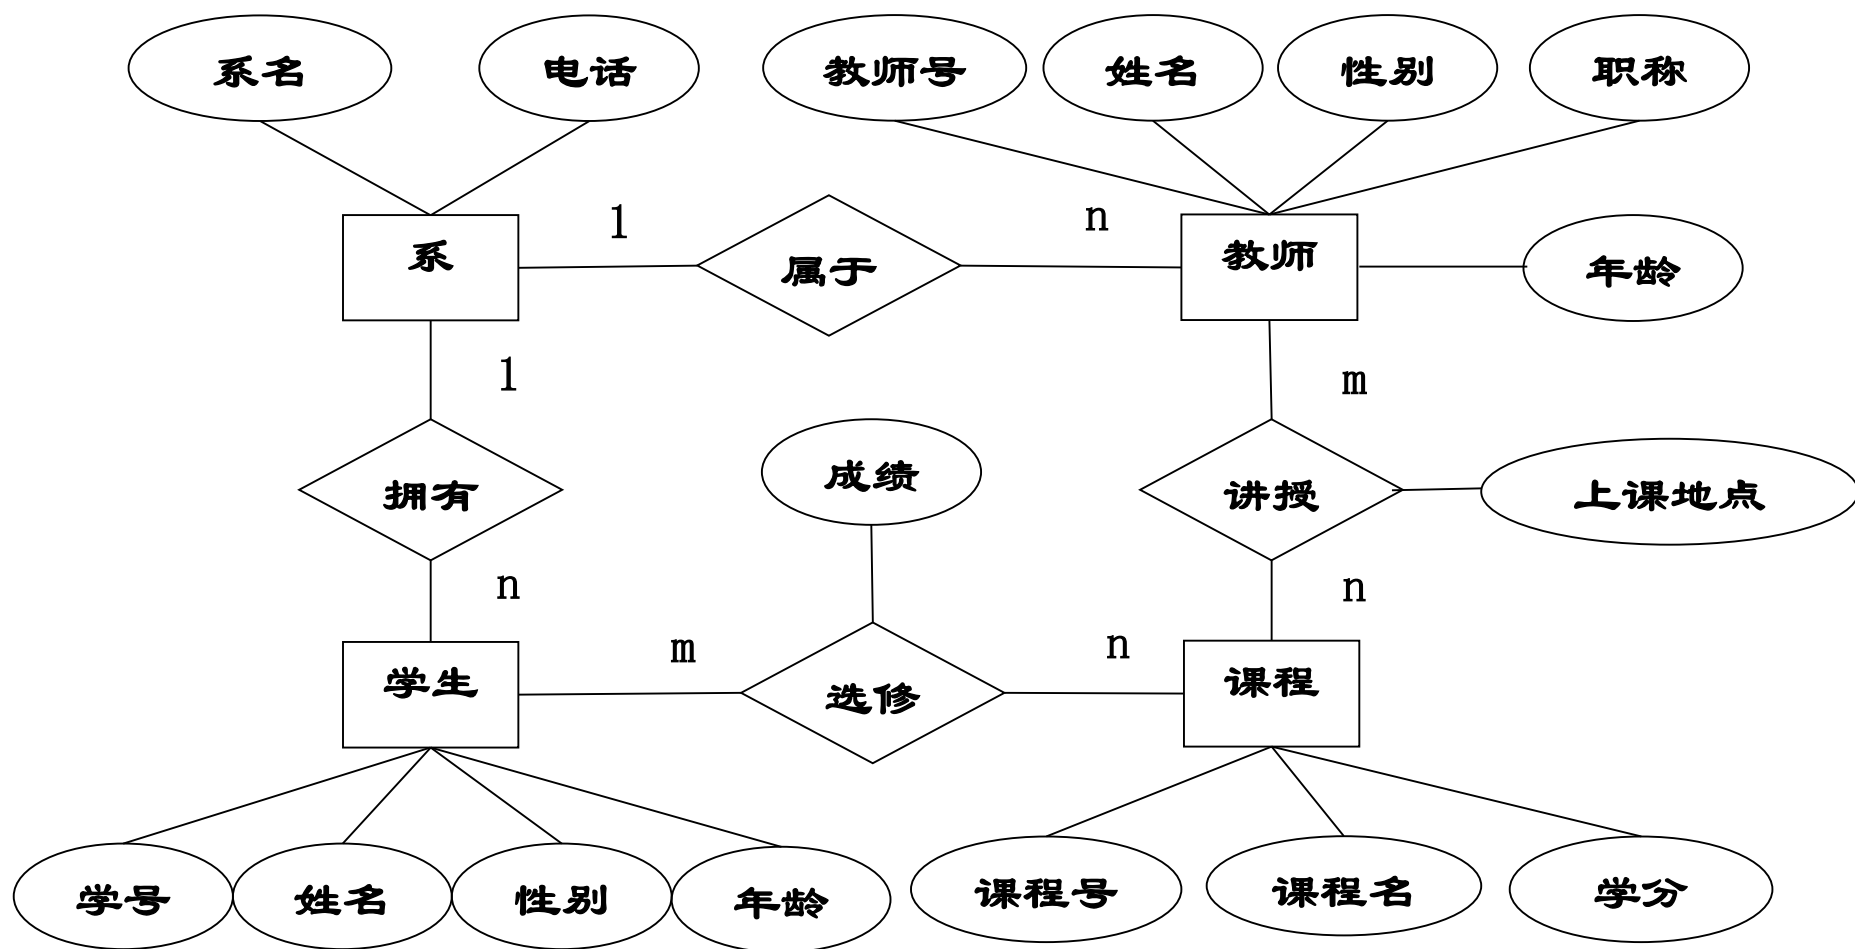 系名 电话 教师号 姓名 性别 职称
系 1 属于 n 教师 年龄
1 m
拥有 成绩 讲授 上课地点
n n
学生 m 选修 n 课程
学号 姓名 性别 年龄 课程号 课程名 学分